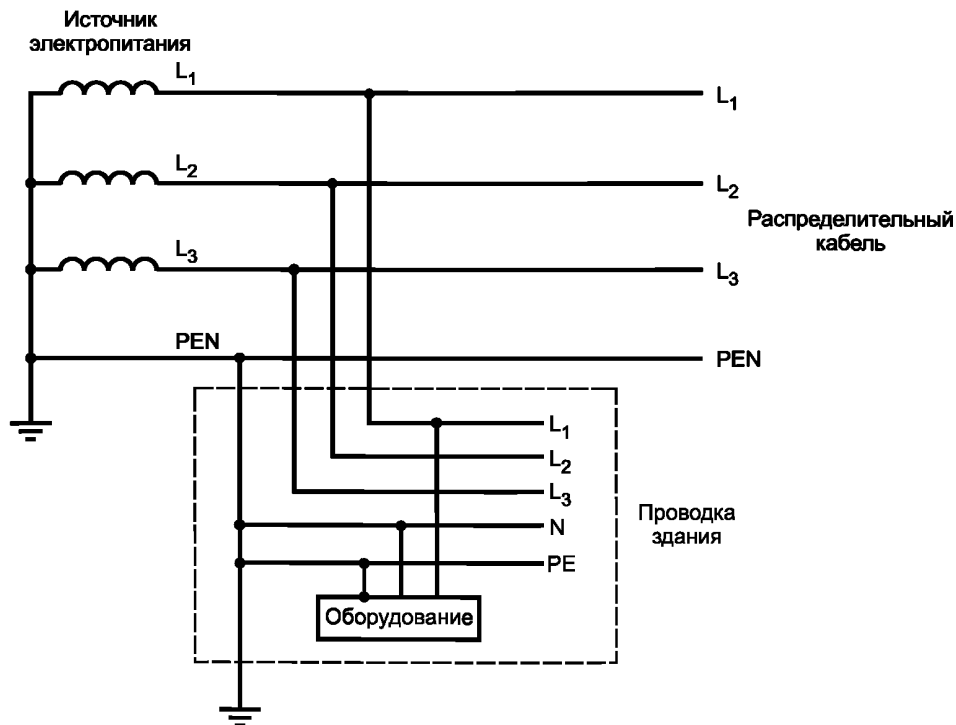 Источник
электропитания
L1
L1
L2
L2
Распределительный
кабель
L3
L3
PEN
PEN
L1
L2
L3
N
Проводка
здания
PE
Оборудование